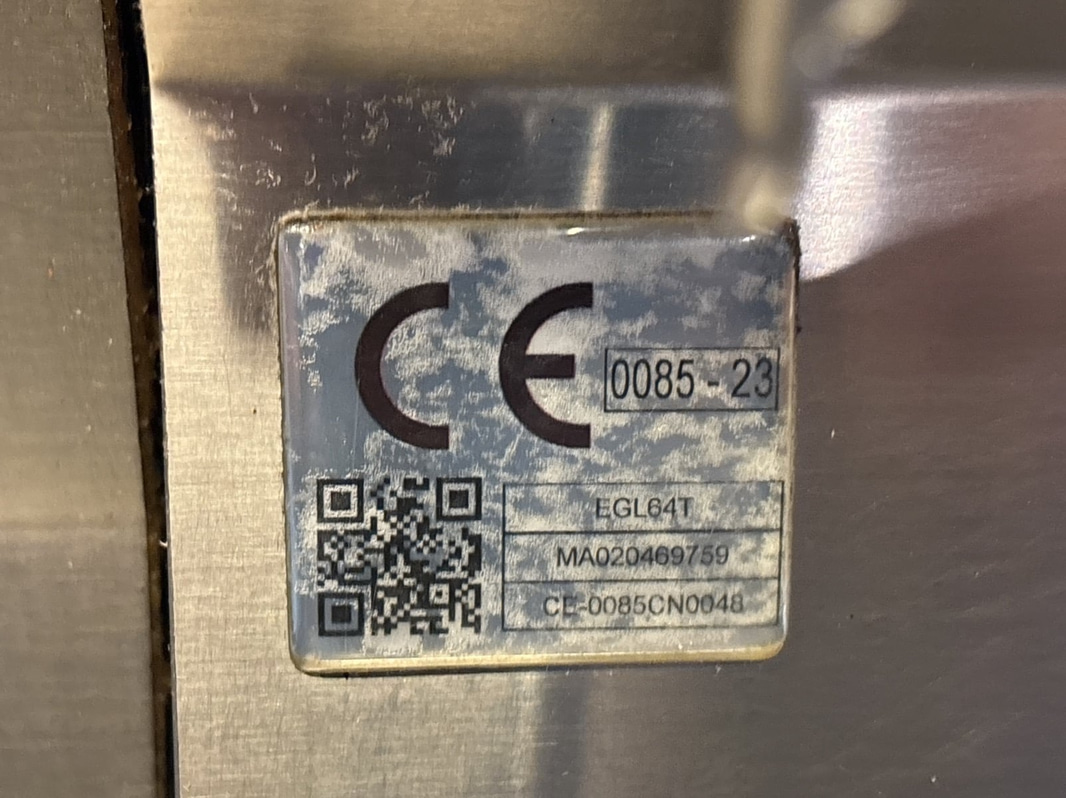 CE
0085 - 23
EGL64T
MA020469759
CE-0085CN0048